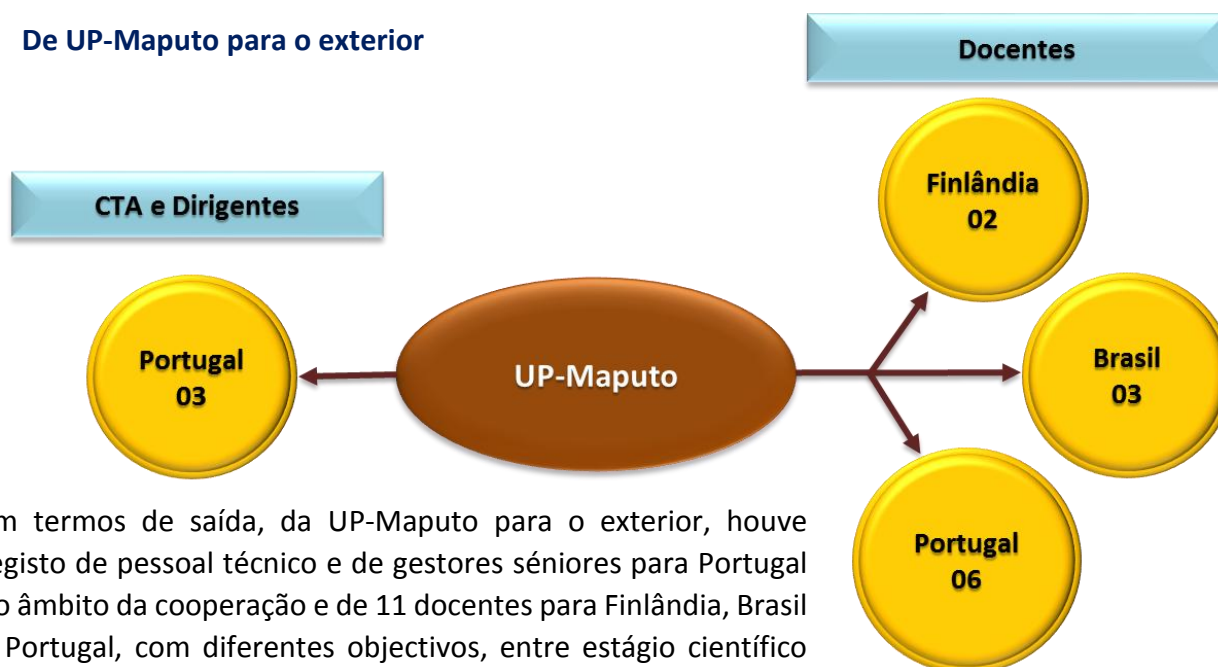 De UP-Maputo para o exterior
Docentes
CTA e Dirigentes
Finlândia
02
Portugal
03
UP-Maputo
Brasil
03
Portugal
06
m termos de saída, da UP-Maputo para o exterior, houve
egisto de pessoal técnico e de gestores séniores para Portugal
o âmbito da cooperação e de 11 docentes para Finlândia, Brasil
Portugal, com diferentes objectivos, entre estágio científico